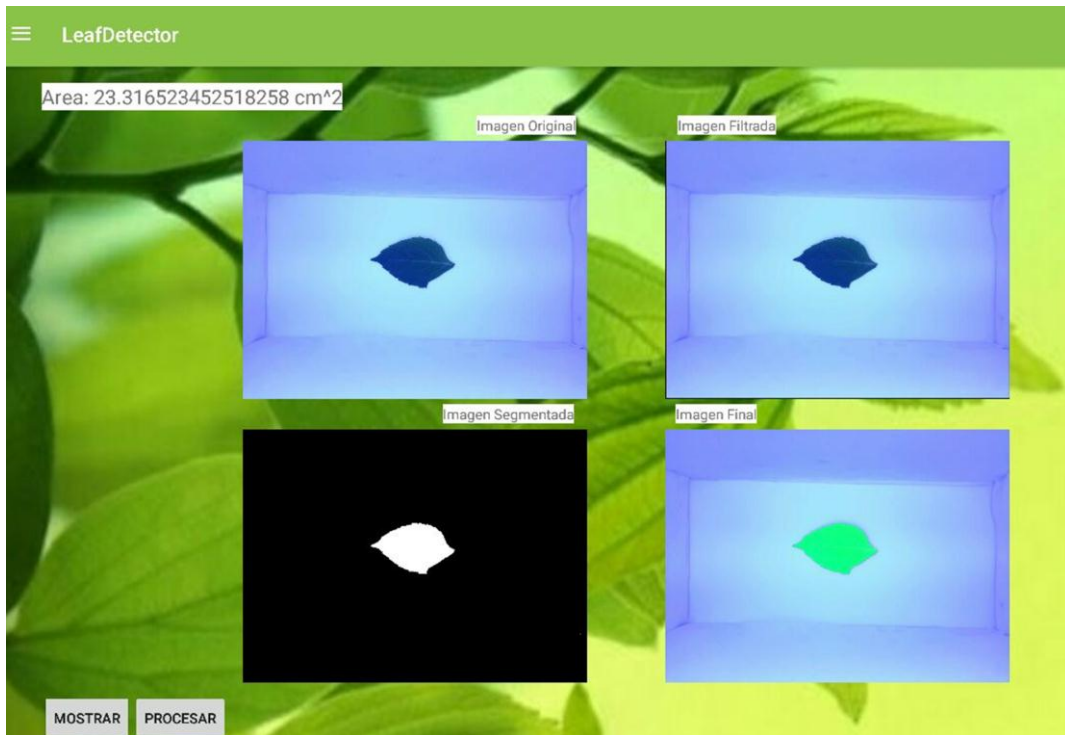 LeafDetector
Area: 23.316523452518258 cm^2
Imagen Original
Imagen Filtrada
Imagen Segmentada
Imagen Final
MOSTRAR
PROCESAR